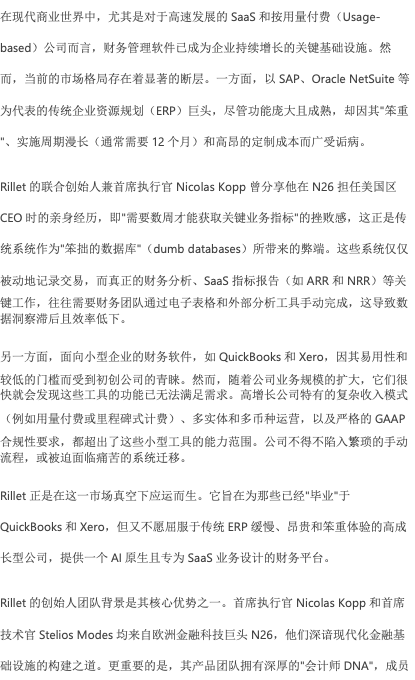 在现代商业世界中，尤其是对于高速发展的 SaaS 和按用量付费（Usage-
based）公司而言，财务管理软件已成为企业持续增长的关键基础设施。然
而，当前的市场格局存在着显著的断层。一方面，以 SAP、Oracle NetSuite 等
为代表的传统企业资源规划（ERP）巨头，尽管功能庞大且成熟，却因其"笨重
"、实施周期漫长（通常需要 12 个月）和高昂的定制成本而广受诟病。
Rillet 的联合创始人兼首席执行官 Nicolas Kopp 曾分享他在 N26 担任美国区
CEO 时的亲身经历，即"需要数周才能获取关键业务指标"的挫败感，这正是传
统系统作为"笨拙的数据库"（dumb databases）所带来的弊端。这些系统仅仅
被动地记录交易，而真正的财务分析、SaaS 指标报告（如 ARR 和 NRR）等关
键工作，往往需要财务团队通过电子表格和外部分析工具手动完成，这导致数
据洞察滞后且效率低下。
另一方面，面向小型企业的财务软件，如 QuickBooks 和 Xero，因其易用性和
较低的门槛而受到初创公司的青睐。然而，随着公司业务规模的扩大，它们很
快就会发现这些工具的功能已无法满足需求。高增长公司特有的复杂收入模式
（例如用量付费或里程碑式计费）、多实体和多币种运营，以及严格的 GAAP
合规性要求，都超出了这些小型工具的能力范围。公司不得不陷入繁琐的手动
流程，或被迫面临痛苦的系统迁移。
Rillet 正是在这一市场真空下应运而生。它旨在为那些已经"毕业"于
QuickBooks 和 Xero，但又不愿屈服于传统 ERP 缓慢、昂贵和笨重体验的高成
长型公司，提供一个 AI 原生且专为 SaaS 业务设计的财务平台。
Rillet 的创始人团队背景是其核心优势之一。首席执行官 Nicolas Kopp 和首席
技术官 Stelios Modes 均来自欧洲金融科技巨头 N26，他们深谙现代化金融基
础设施的构建之道。更重要的是，其产品团队拥有深厚的"会计师 DNA"，成员